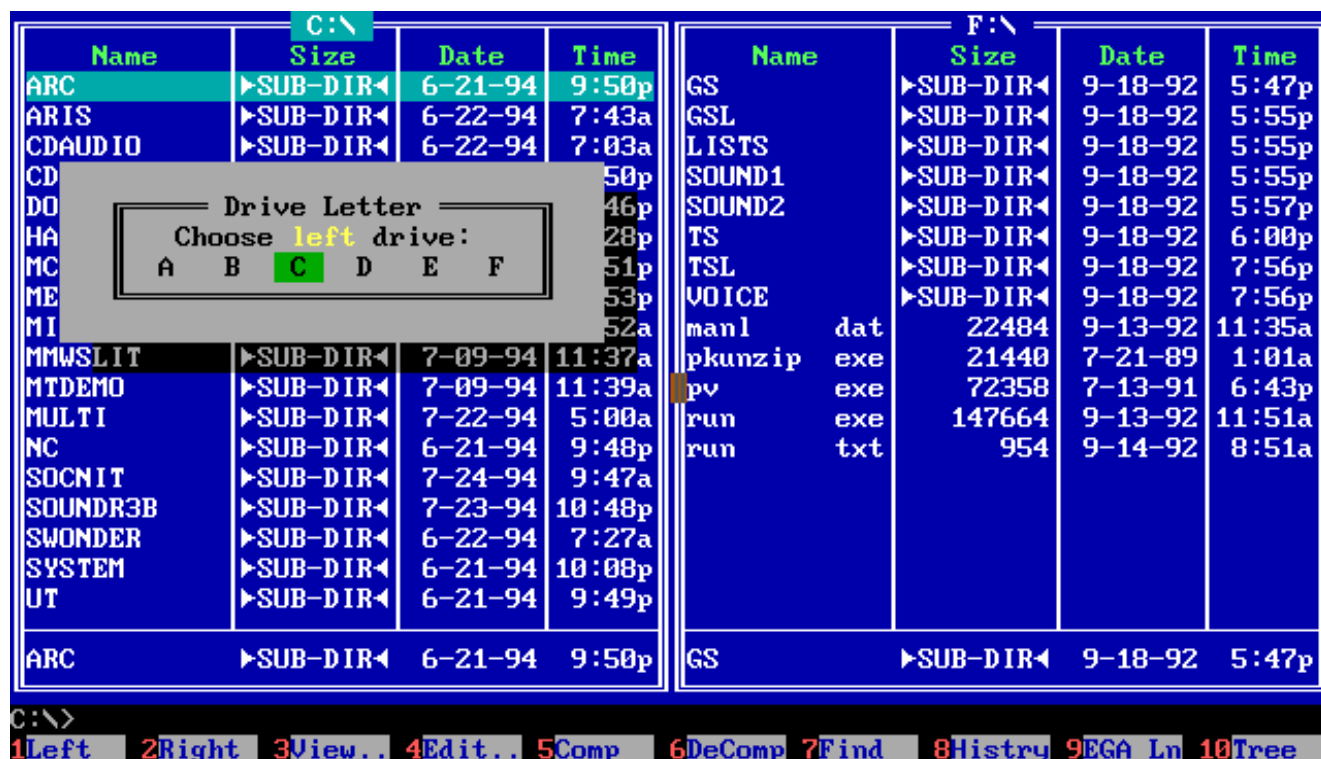 C:\ F:\
Name Size Date Time Name Size Date Time
ARC ►SUB-DIR◄ 6-21-94 9:50p GS ►SUB-DIR◄ 9-18-92 5:47p
ARIS ►SUB-DIR◄ 6-22-94 7:43a GSL ►SUB-DIR◄ 9-18-92 5:55p
CDAUDIO ►SUB-DIR◄ 6-22-94 7:03a LISTS ►SUB-DIR◄ 9-18-92 5:55p
CD 50p SOUND1 ►SUB-DIR◄ 9-18-92 5:55p
DO Drive Letter 46p SOUND2 ►SUB-DIR◄ 9-18-92 5:57p
HA Choose left drive: 28p TS ►SUB-DIR◄ 9-18-92 6:00p
MC A B C D E F 51p TSL ►SUB-DIR◄ 9-18-92 7:56p
ME 53p VOICE ►SUB-DIR◄ 9-18-92 7:56p
MI 52a manl dat 22484 9-13-92 11:35a
MMWSLIT ►SUB-DIR◄ 7-09-94 11:37a pkunzip exe 21440 7-21-89 1:01a
MTDEMO ►SUB-DIR◄ 7-09-94 11:39a pv exe 72358 7-13-91 6:43p
MULTI ►SUB-DIR◄ 7-22-94 5:00a run exe 147664 9-13-92 11:51a
NC ►SUB-DIR◄ 6-21-94 9:48p run txt 954 9-14-92 8:51a
SOCNIT ►SUB-DIR◄ 7-24-94 9:47a
SOUNDR3B ►SUB-DIR◄ 7-23-94 10:48p
SWONDER ►SUB-DIR◄ 6-22-94 7:27a
SYSTEM ►SUB-DIR◄ 6-21-94 10:08p
UT ►SUB-DIR◄ 6-21-94 9:49p
ARC ►SUB-DIR◄ 6-21-94 9:50p GS ►SUB-DIR◄ 9-18-92 5:47p
C:\>
1Left 2Right 3View.. 4Edit.. 5Comp 6DeComp 7Find 8Histry 9EGA Ln 10Tree